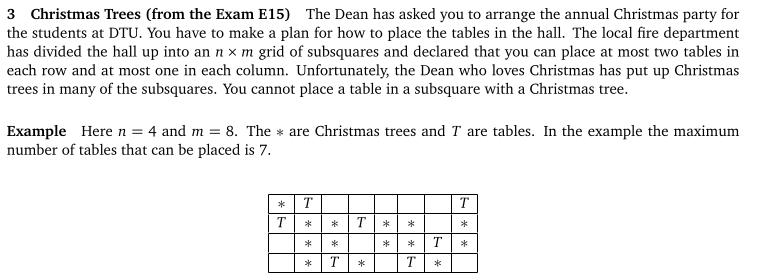 3 Christmas Trees (from the Exam E15) The Dean has asked you to arrange the annual Christmas party for
the students at DTU. You have to make a plan for how to place the tables in the hall. The local fire department
has divided the hall up into an n × m grid of subsquares and declared that you can place at most two tables in
each row and at most one in each column. Unfortunately, the Dean who loves Christmas has put up Christmas
trees in many of the subsquares. You cannot place a table in a subsquare with a Christmas tree.
Example Here n = 4 and m = 8. The * are Christmas trees and T are tables. In the example the maximum
number of tables that can be placed is 7.
* T T
T * * T * * *
* * * * T *
* T * T *